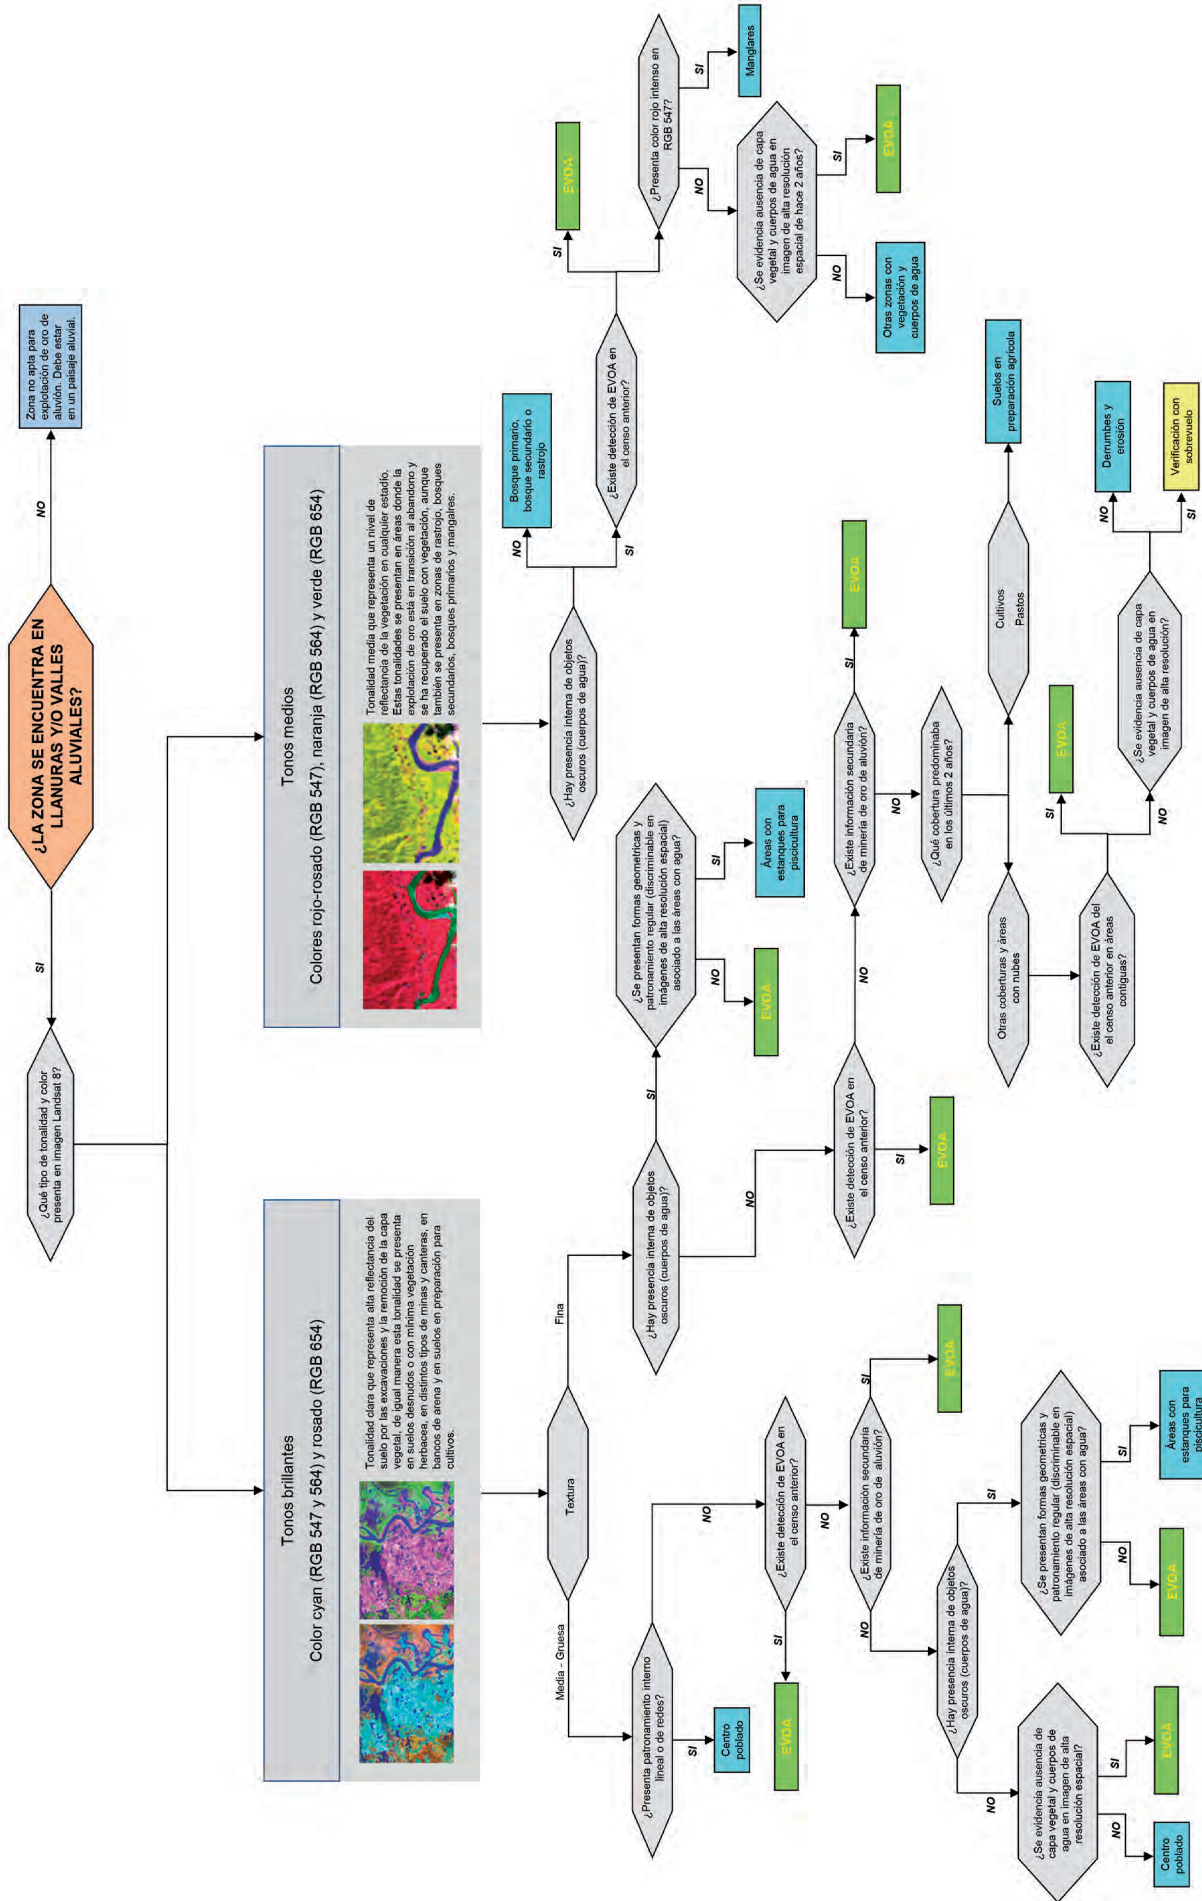 ¿LA ZONA SE ENCUENTRA EN
LLANURAS Y/O VALLES
ALUVIALES?
SI
NO
Zona no apta para
explotación de oro de
aluvión. Debe estar
en un paisaje aluvial.
¿Qué tipo de tonalidad y color
presenta en imagen Landsat 8?
Tonos brillantes
Color cyan (RGB 547 y 564) y rosado (RGB 654)
Tonalidad clara que representa alta reflectancia del
suelo por las excavaciones y la remoción de la capa
vegetal, de igual manera esta tonalidad se presenta
en suelos desnudos o con mínima vegetación
herbacea, en distintos tipos de minas y canteras, en
bancos de arena y en suelos en preparación para
cultivos.
Tonos medios
Colores rojo-rosado (RGB 547), naranja (RGB 564) y verde (RGB 654)
Tonalidad media que representa un nivel de
reflectancia de la vegetación en cualquier estadío,
Estas tonalidades se presentan en áreas donde la
explotación de oro está en transición al abandono y
se ha recuperado el suelo con vegetación, aunque
también se presenta en zonas de rastrojo, bosques
secundarios, bosques primarios y manglares.
Textura
Media - Gruesa
Fina
¿Presenta patronamiento interno
lineal o de redes?
SI
Centro
poblado
NO
¿Existe detección de EVOA en
el censo anterior?
SI
EVOA
NO
¿Existe información secundaria
de minería de oro de aluvión?
SI
EVOA
NO
¿Hay presencia interna de objetos
oscuros (cuerpos de agua)?
NO
¿Se evidencia ausencia de
capa vegetal y cuerpos de
agua en imagen de alta
resolución espacial?
NO
Centro
poblado
SI
EVOA
SI
¿Se presentan formas geometricas y
patronamiento regular (discriminable en
imágenes de alta resolución espacial)
asociado a las áreas con agua?
NO
EVOA
SI
Áreas con
estanques para
piscicultura
¿Hay presencia interna de objetos
oscuros (cuerpos de agua)?
SI
¿Se presentan formas geometricas y
patronamiento regular (discriminable en
imágenes de alta resolución espacial)
asociado a las áreas con agua?
NO
EVOA
SI
Áreas con
estanques para
piscicultura
NO
¿Existe detección de EVOA en
el censo anterior?
SI
EVOA
NO
¿Existe información secundaria
de minería de oro de aluvión?
SI
EVOA
NO
¿Qué cobertura predominaba
en los últimos 2 años?
Cultivos
Pastos
Suelos en
preparación agrícola
Otras coberturas y áreas
con nubes
¿Existe detección de EVOA del
el censo anterior en áreas
contiguas?
SI
EVOA
NO
¿Se evidencia ausencia de capa
vegetal y cuerpos de agua en
imagen de alta resolución?
NO
Derrumbes y
erosión
SI
Verificación con
sobrevuelo
¿Hay presencia interna de objetos
oscuros (cuerpos de agua)?
NO
Bosque primario,
bosque secundario o
rastrojo
SI
¿Existe detección de EVOA en
el censo anterior?
SI
EVOA
¿Presenta color rojo intenso en
RGB 547?
SI
Manglares
NO
¿Se evidencia ausencia de capa
vegetal y cuerpos de agua en
imagen de alta resolución
espacial de hace 2 años?
NO
Otras zonas con
vegetación y
cuerpos de agua
SI
EVOA